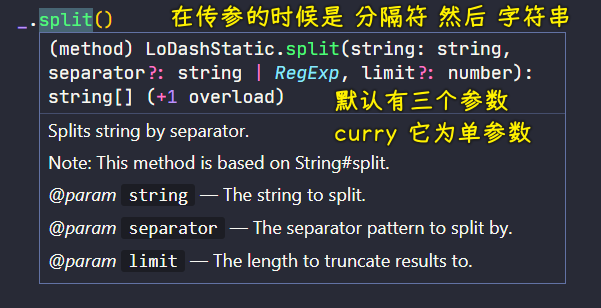 _.split()
在传参的时候是 分隔符 然后 字符串
(method) LoDashStatic.split(string: string,
separator?: string | RegExp, limit?: number):
string[] (+1 overload)
默认有三个参数
Splits string by separator.
curry 它为单参数
Note: This method is based on String#split.
@param string — The string to split.
@param separator — The separator pattern to split by.
@param limit — The length to truncate results to.